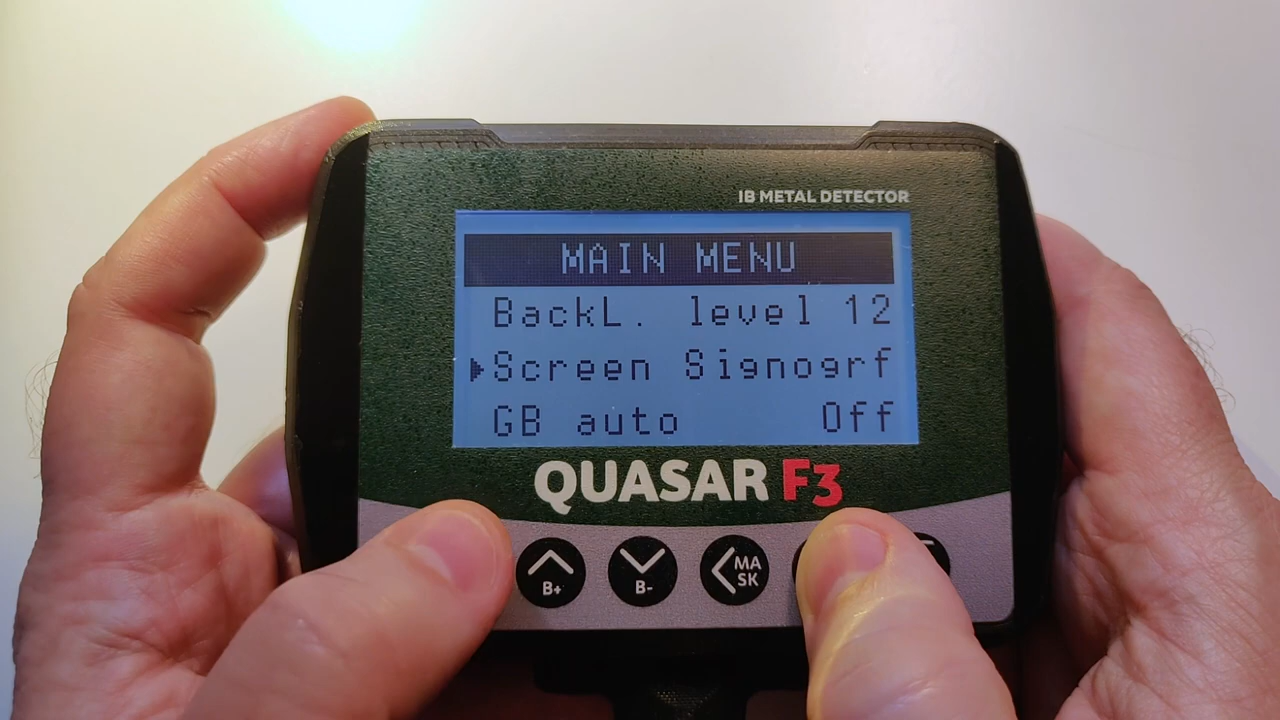 IB METAL DETECTOR
MAIN MENU
BackL. level 12
Screen Signogrf
GB auto Off
QUASAR F3
B+
B-
MA
SK